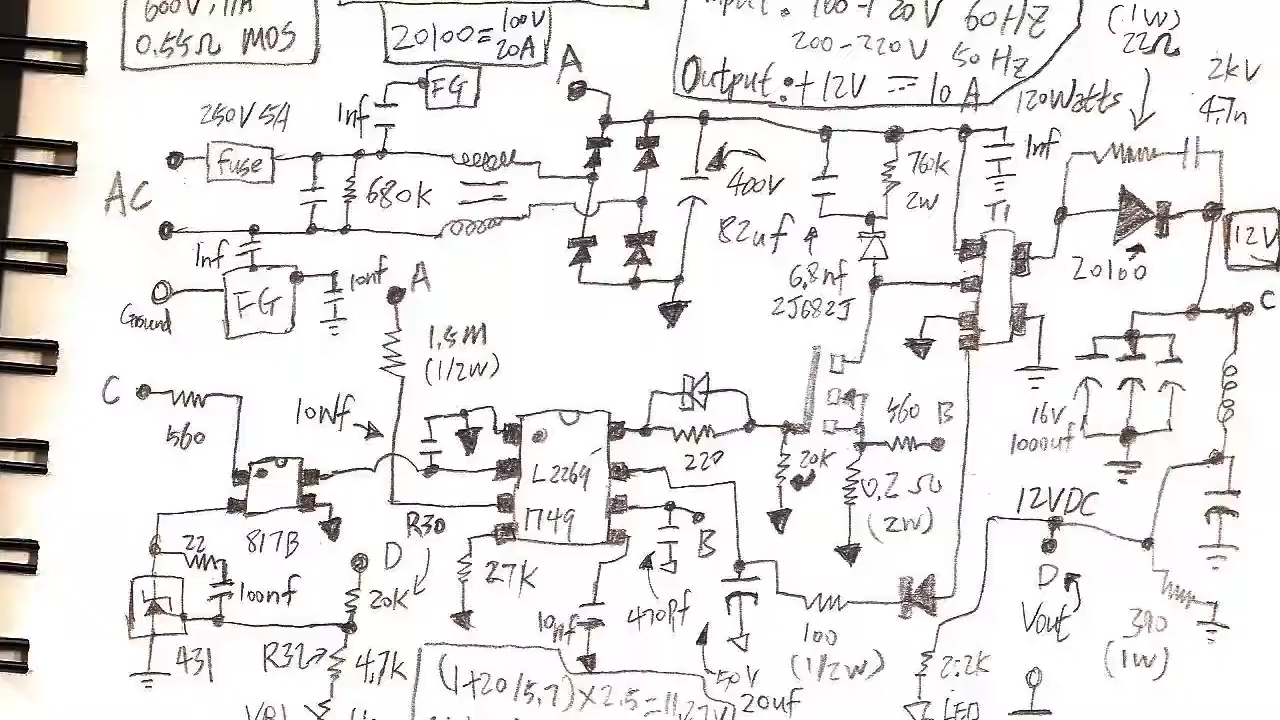 600V, 11A
0.55Ω MOS
20100 = 100V
20A
Input: 100-120V 60HZ
200-220V 50HZ
Output: +12V 10A
120Watts
(1W)
22Ω
2kV
4.7n
A
FG
1nf
250V 5A
Fuse
AC
680K
400V
82uf
6.8nf
2J682J
760k
2W
1nf
T1
20100
12V
C
1nf
FG
10nf
Ground
A
1.5M
(1/2W)
C
560
10nf
817B
L2269
1749
R30
27K
220
20K
560 B
0.2Ω
(2W)
16V
1000uf
12VDC
D
Vout
390
(1W)
B
470Pf
10nf
100
(1/2W)
50V
20uf
2.2K
LED
22
100nf
431
D
20K
R32
4.7K
VR1
(1+20/5.7)×2.5=11.27V